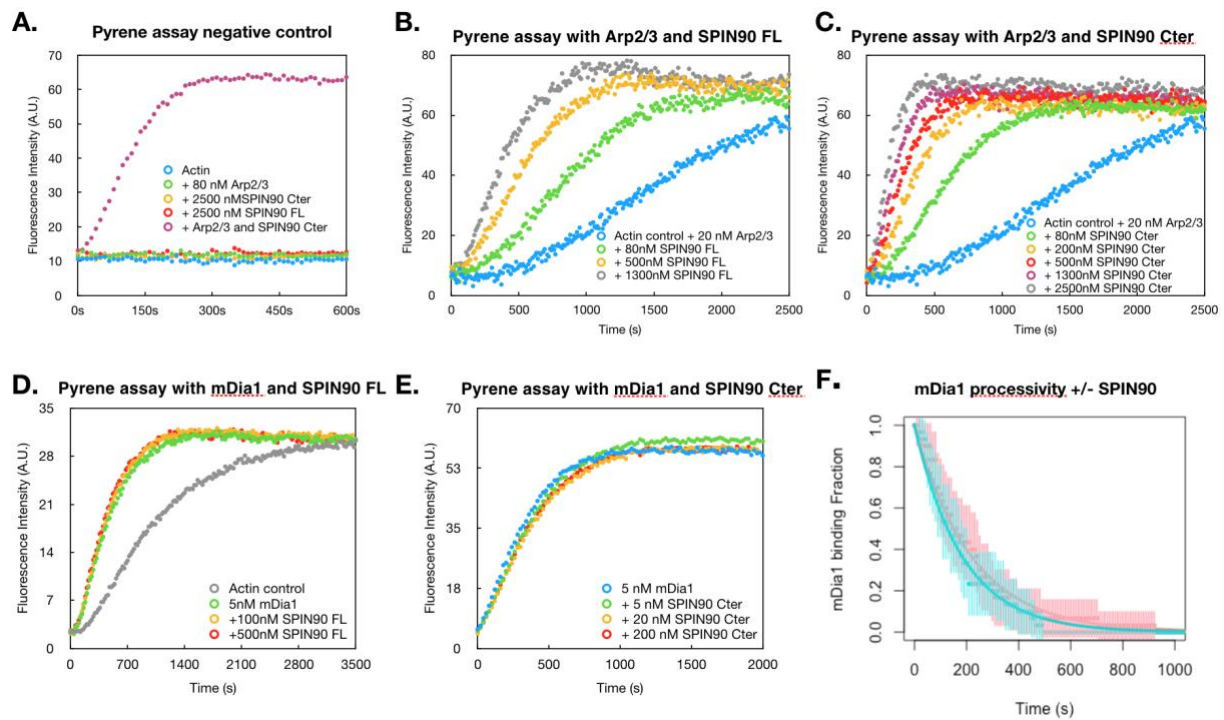 A.
Pyrene assay negative control
Fluorescence Intensity (A.U.)
70
60
50
40
30
20
10
0
Actin
+ 80 nM Arp2/3
+ 2500 nMSPIN90 Cter
+ 2500 nM SPIN90 FL
+ Arp2/3 and SPIN90 Cter
0s 150s 300s 450s 600s
B.
Pyrene assay with Arp2/3 and SPIN90 FL
Fluorescence Intensity (A.U.)
80
60
40
20
0
Actin control + 20 nM Arp2/3
+ 80nM SPIN90 FL
+ 500nM SPIN90 FL
+ 1300nM SPIN90 FL
0 500 1000 1500 2000 2500
Time (s)
C.
Pyrene assay with Arp2/3 and SPIN90 Cter
Fluorescence Intensity (A.U.)
80
60
40
20
0
Actin control + 20 nM Arp2/3
+ 80nM SPIN90 Cter
+ 200nM SPIN90 Cter
+ 500nM SPIN90 Cter
+ 1300nM SPIN90 Cter
+ 2500nM SPIN90 Cter
0 500 1000 1500 2000 2500
Time (s)
D.
Pyrene assay with mDia1 and SPIN90 FL
Fluorescence Intensity (A.U.)
35
28
21
14
7
0
Actin control
5nM mDia1
+100nM SPIN90 FL
+500nM SPIN90 FL
0 700 1400 2100 2800 3500
Time (s)
E.
Pyrene assay with mDia1 and SPIN90 Cter
Fluorescence Intensity (A.U.)
70
53
35
18
0
5 nM mDia1
+ 5 nM SPIN90 Cter
+ 20 nM SPIN90 Cter
+ 200 nM SPIN90 Cter
0 500 1000 1500 2000
Time (s)
F.
mDia1 processivity +/- SPIN90
mDia1 binding Fraction
1.0
0.8
0.6
0.4
0.2
0.0
0 200 400 600 800 1000
Time (s)